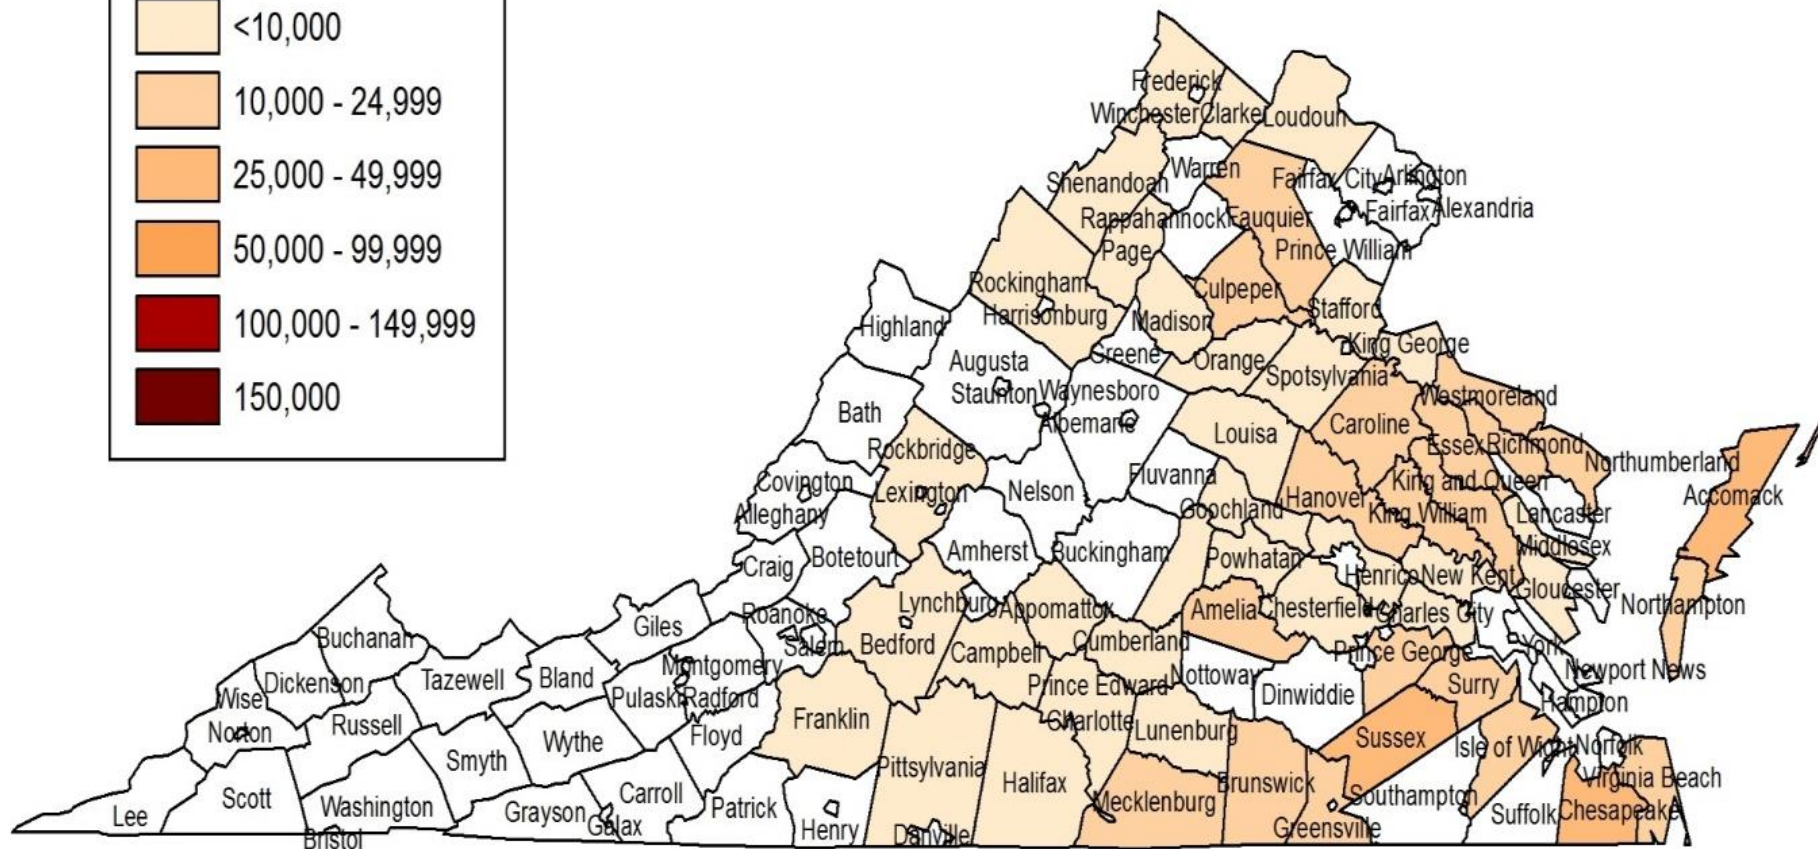 <10,000
10,000 - 24,999
25,000 - 49,999
50,000 - 99,999
100,000 - 149,999
150,000
Frederick
Winchester
Clarke
Loudoun
Warren
Fairfax City
Arlington
Shenandoah
Rappahannock
Fauquier
Fairfax
Alexandria
Page
Prince William
Rockingham
Culpeper
Harrisonburg
Madison
Stafford
Highland
Greene
King George
Augusta
Orange
Staunton
Waynesboro
Spotsylvania
Westmoreland
Bath
Albemarle
Caroline
Rockbridge
Louisa
Essex
Richmond
Northumberland
Covington
Lexington
Nelson
Fluvanna
King and Queen
Accomack
Alleghany
Goochland
Hanover
King William
Lancaster
Craig
Botetourt
Amherst
Buckingham
Powhatan
Middlesex
Henrico
New Kent
Gloucester
Roanoke
Lynchburg
Appomattox
Amelia
Chesterfield
Charles City
Northampton
Buchanan
Giles
Salem
Bedford
Campbell
Cumberland
Prince George
York
Dickenson
Tazewell
Bland
Montgomery
Prince Edward
Nottoway
Newport News
Wise
Pulaski
Radford
Dinwiddie
Surry
Hampton
Norton
Russell
Wythe
Floyd
Franklin
Charlotte
Lunenburg
Sussex
Isle of Wight
Norfolk
Smyth
Pittsylvania
Halifax
Brunswick
Virginia Beach
Lee
Scott
Washington
Grayson
Carroll
Patrick
Mecklenburg
Southampton
Galax
Henry
Danville
Greensville
Suffolk
Chesapeake
Bristol